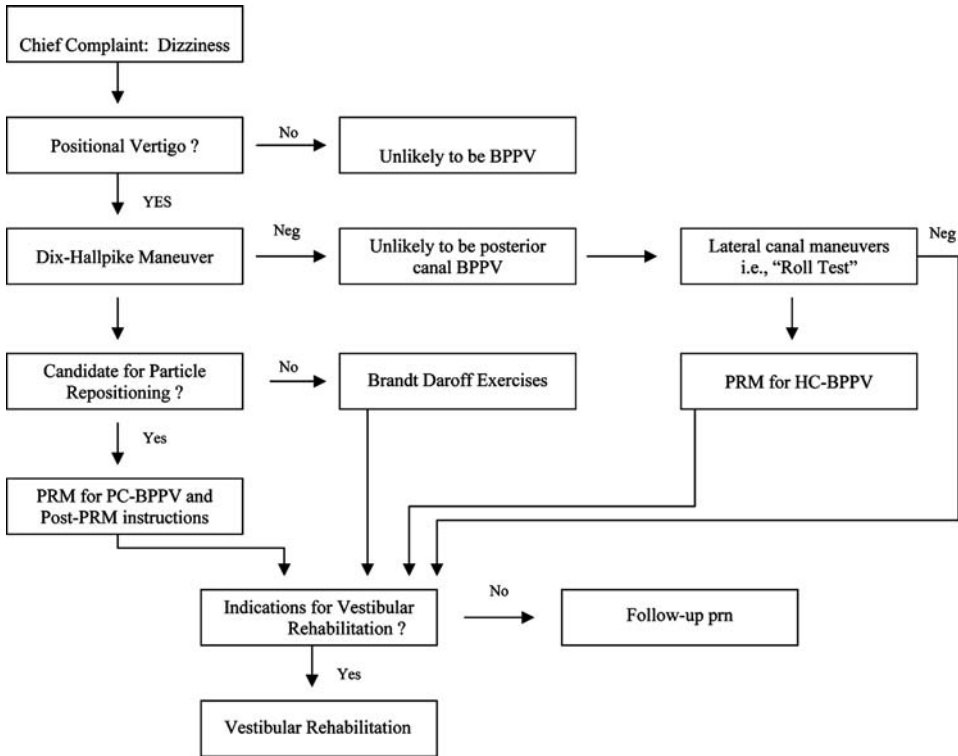 Chief Complaint: Dizziness
Positional Vertigo ?
No
Unlikely to be BPPV
YES
Dix-Hallpike Maneuver
Neg
Unlikely to be posterior
canal BPPV
Lateral canal maneuvers
i.e., “Roll Test”
Neg
Candidate for Particle
Repositioning ?
No
Brandt Daroff Exercises
PRM for HC-BPPV
Yes
PRM for PC-BPPV and
Post-PRM instructions
Indications for Vestibular
Rehabilitation ?
No
Follow-up prn
Yes
Vestibular Rehabilitation